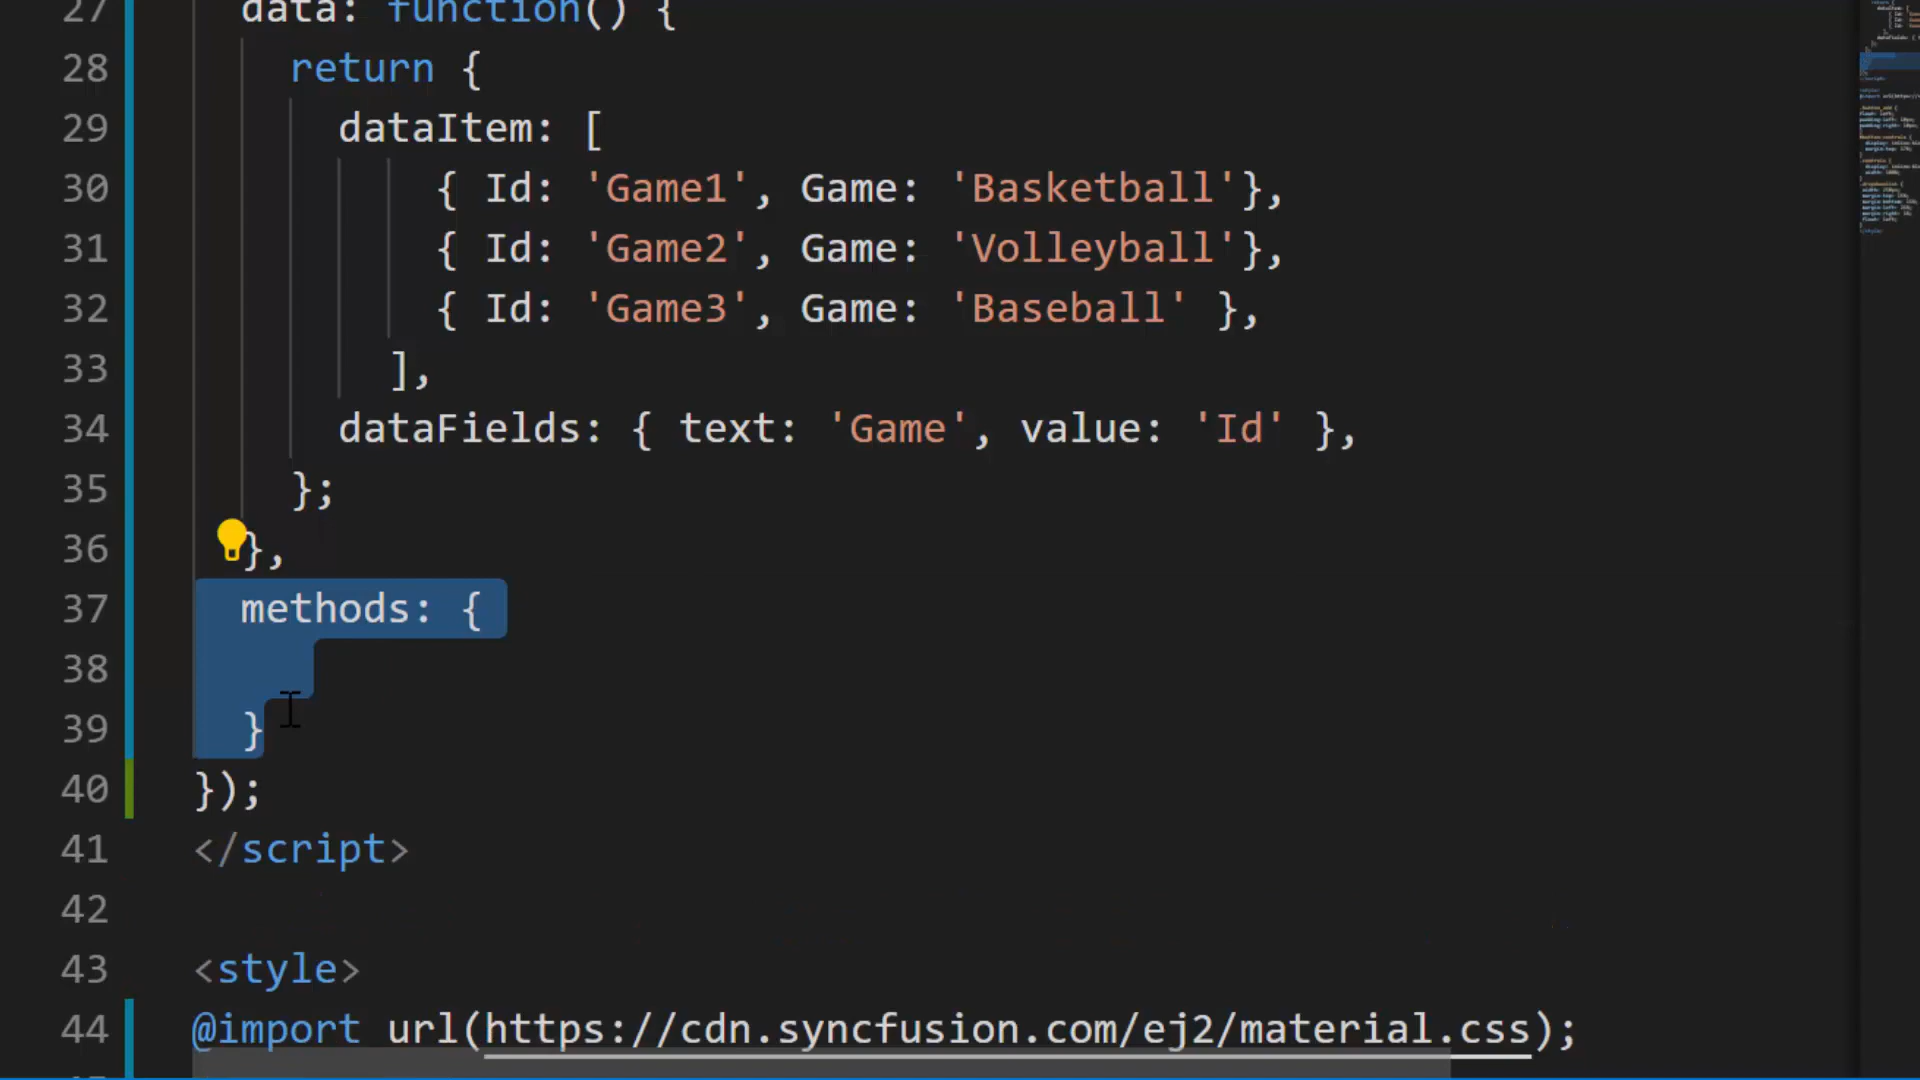 27 data: function() {
28 return {
29 dataItem: [
30 { Id: 'Game1', Game: 'Basketball'},
31 { Id: 'Game2', Game: 'Volleyball'},
32 { Id: 'Game3', Game: 'Baseball' },
33 ],
34 dataFields: { text: 'Game', value: 'Id' },
35 };
36 },
37 methods: {
38
39 }
40 });
41 </script>
42
43 <style>
44 @import url(https://cdn.syncfusion.com/ej2/material.css);